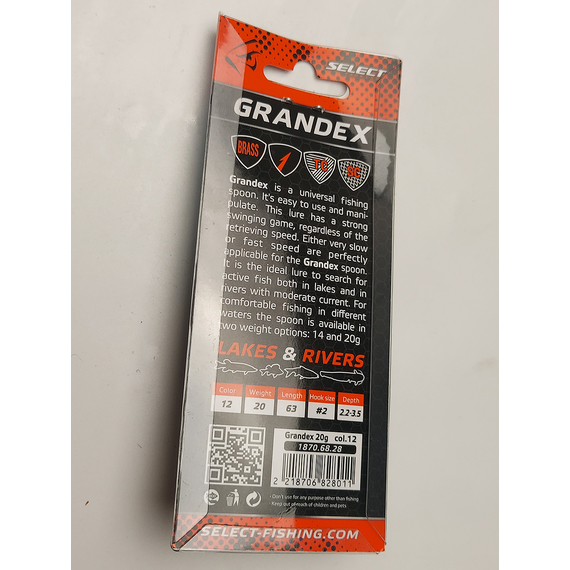 SELECT
GRANDEX
BRASS
Grandex is a universal fishing
spoon. It's easy to use and mani-
pulate. This lure has a strong
swinging game, regardless of the
retrieving speed. Either very slow
or fast speed are perfectly
applicable for the Grandex spoon.
It is the ideal lure to search for
active fish both in lakes and in
rivers with moderate current. For
comfortable fishing in different
waters the spoon is available in
two weight options: 14 and 20g
LAKES & RIVERS
Color Weight Length Hook size Depth
12 20 63 #2 2.2-3.5
Grandex 20g col.12
1870.68.28
2 218706 828011
- Don't use for any purpose other than fishing
- Keep out of reach of children and pets
SELECT-FISHING.COM